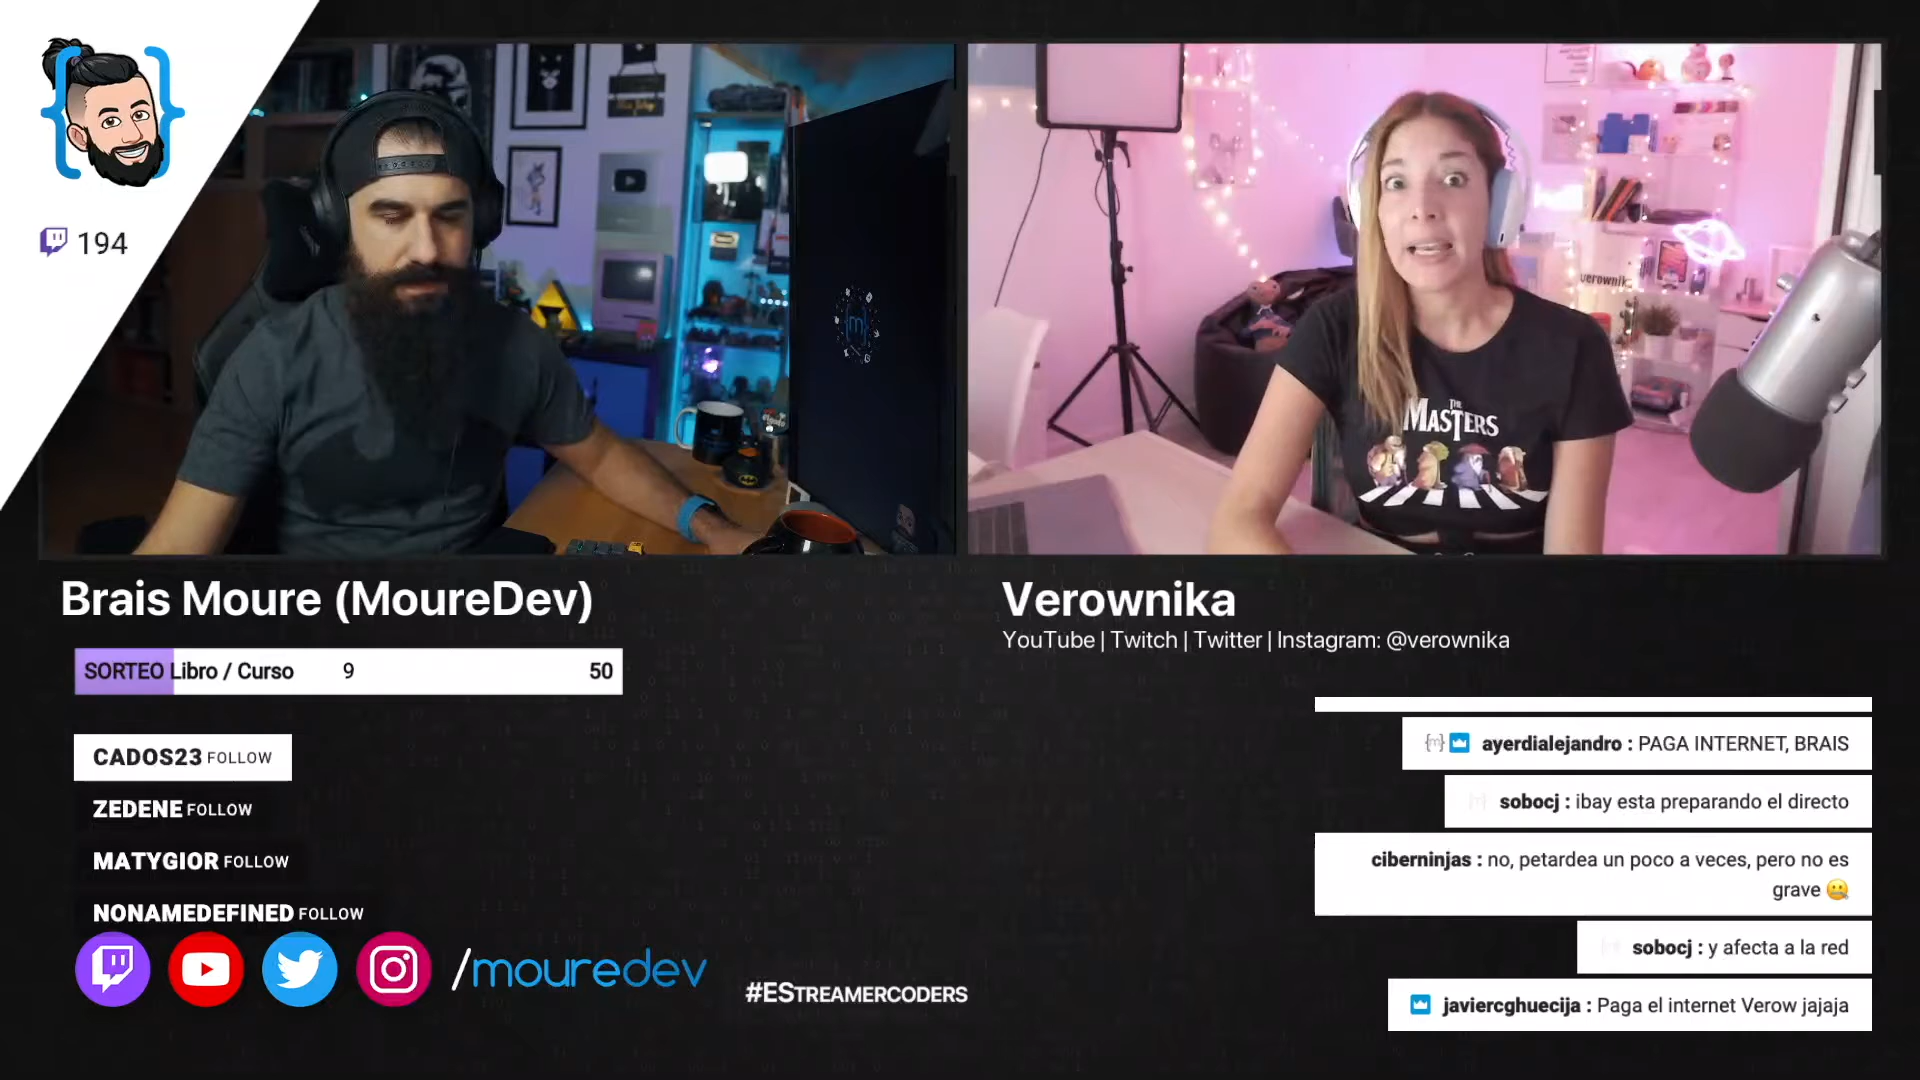 194
THE
MASTERS
verownik
{m}
Brais Moure (MoureDev)
Verownika
YouTube | Twitch | Twitter | Instagram: @verownika
SORTEO Libro / Curso 9 50
CADOS23 FOLLOW
ZEDENE FOLLOW
MATYGIOR FOLLOW
NONAMEDEFINED FOLLOW
/mouredev
#ESTREAMERCODERS
ayerdialejandro : PAGA INTERNET, BRAIS
sobocj : ibay esta preparando el directo
ciberninjas : no, petardea un poco a veces, pero no es
grave 🤐
sobocj : y afecta a la red
javiercghuecija : Paga el internet Verow jajaja